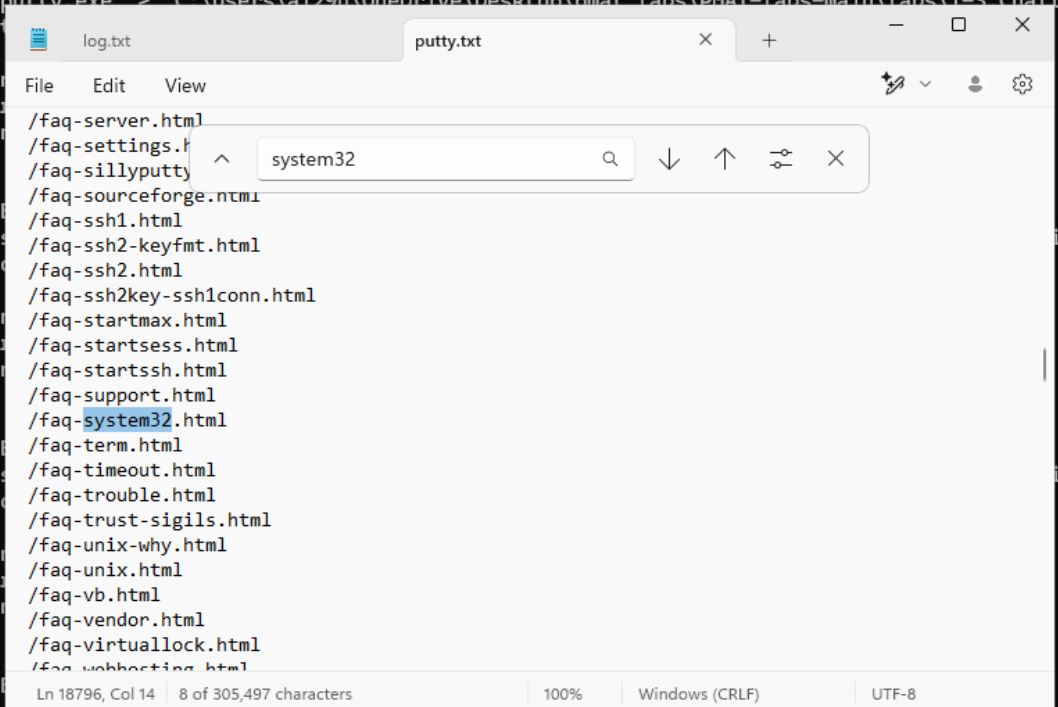 log.txt
putty.txt
File Edit View
/faq-server.html
/faq-settings.h
system32
/faq-sillyputty
/faq-sourceforge.html
/faq-ssh1.html
/faq-ssh2-keyfmt.html
/faq-ssh2.html
/faq-ssh2key-ssh1conn.html
/faq-startmax.html
/faq-startsess.html
/faq-startssh.html
/faq-support.html
/faq-system32.html
/faq-term.html
/faq-timeout.html
/faq-trouble.html
/faq-trust-sigils.html
/faq-unix-why.html
/faq-unix.html
/faq-vb.html
/faq-vendor.html
/faq-virtuallock.html
/faq-webhosting.html
Ln 18796, Col 14 8 of 305,497 characters 100% Windows (CRLF) UTF-8